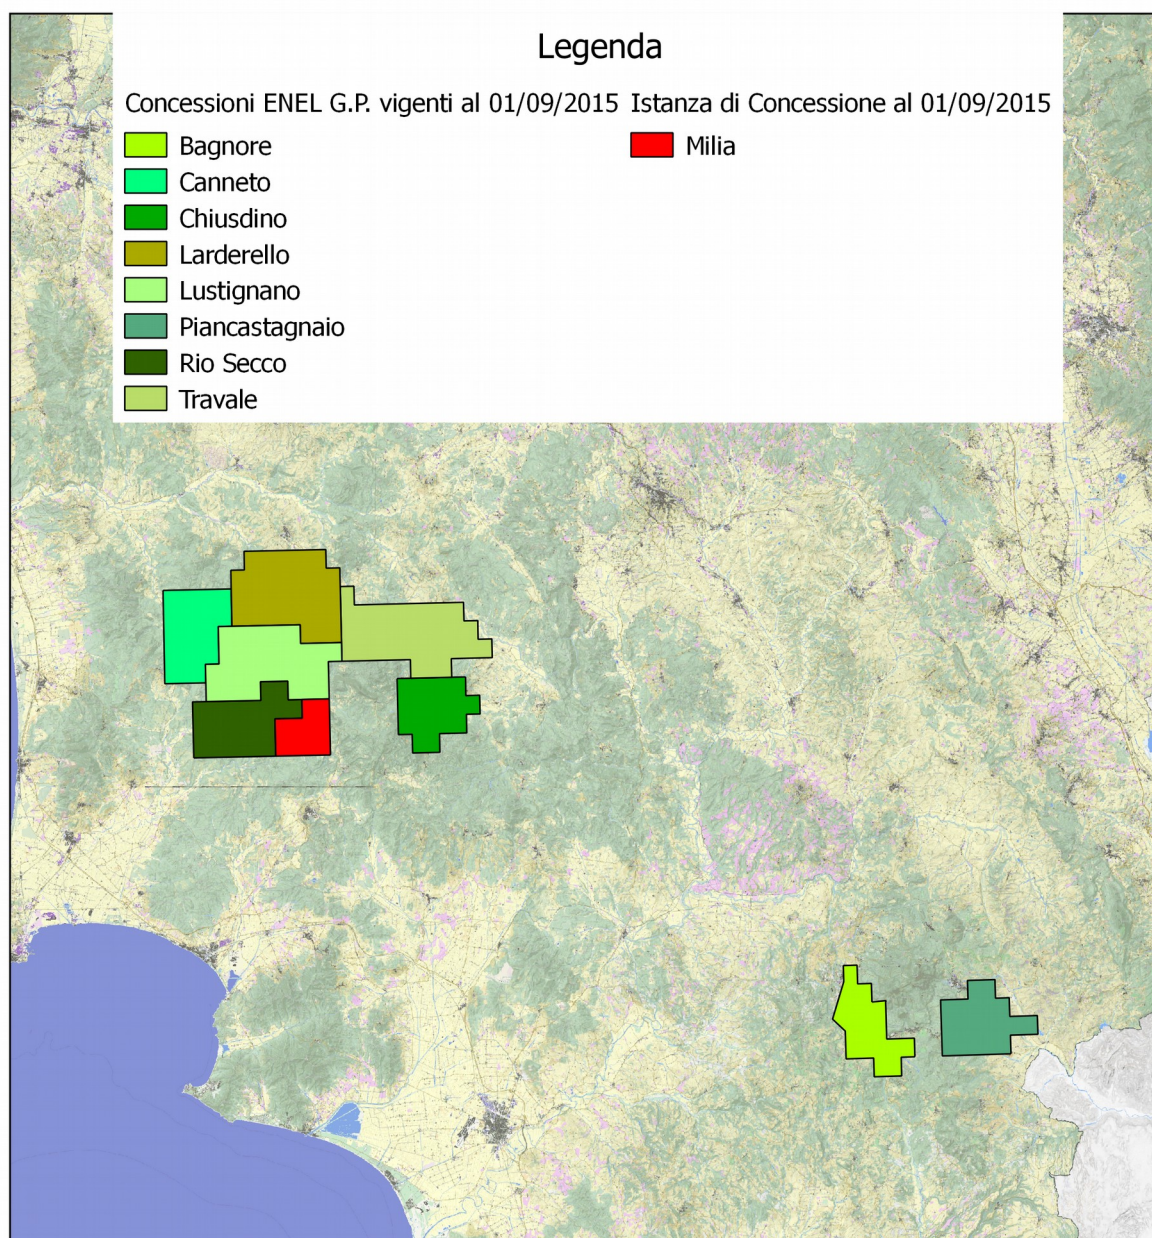 Legenda
Concessioni ENEL G.P. vigenti al 01/09/2015
Bagnore
Canneto
Chiusdino
Larderello
Lustignano
Piancastagnaio
Rio Secco
Travale
Istanza di Concessione al 01/09/2015
Milia